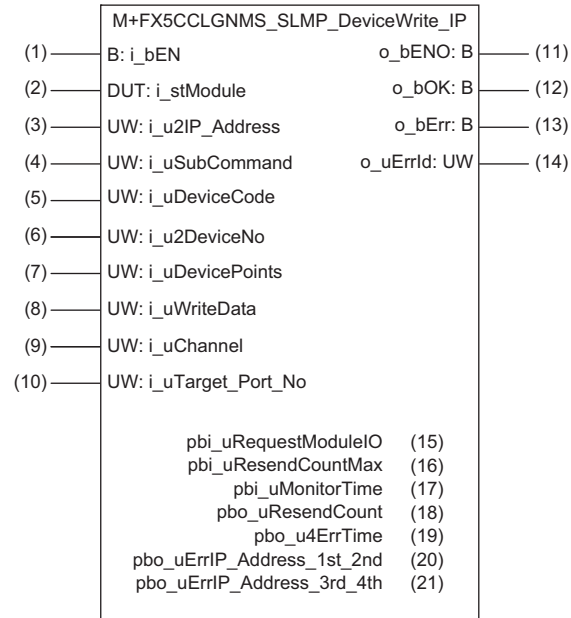 M+FX5CCLGNMS_SLMP_DeviceWrite_IP
(1) B: i_bEN o_bENO: B (11)
(2) DUT: i_stModule o_bOK: B (12)
(3) UW: i_u2IP_Address o_bErr: B (13)
(4) UW: i_uSubCommand o_uErrId: UW (14)
(5) UW: i_uDeviceCode
(6) UW: i_u2DeviceNo
(7) UW: i_uDevicePoints
(8) UW: i_uWriteData
(9) UW: i_uChannel
(10) UW: i_uTarget_Port_No
pbi_uRequestModuleIO (15)
pbi_uResendCountMax (16)
pbi_uMonitorTime (17)
pbo_uResendCount (18)
pbo_u4ErrTime (19)
pbo_uErrIP_Address_1st_2nd (20)
pbo_uErrIP_Address_3rd_4th (21)